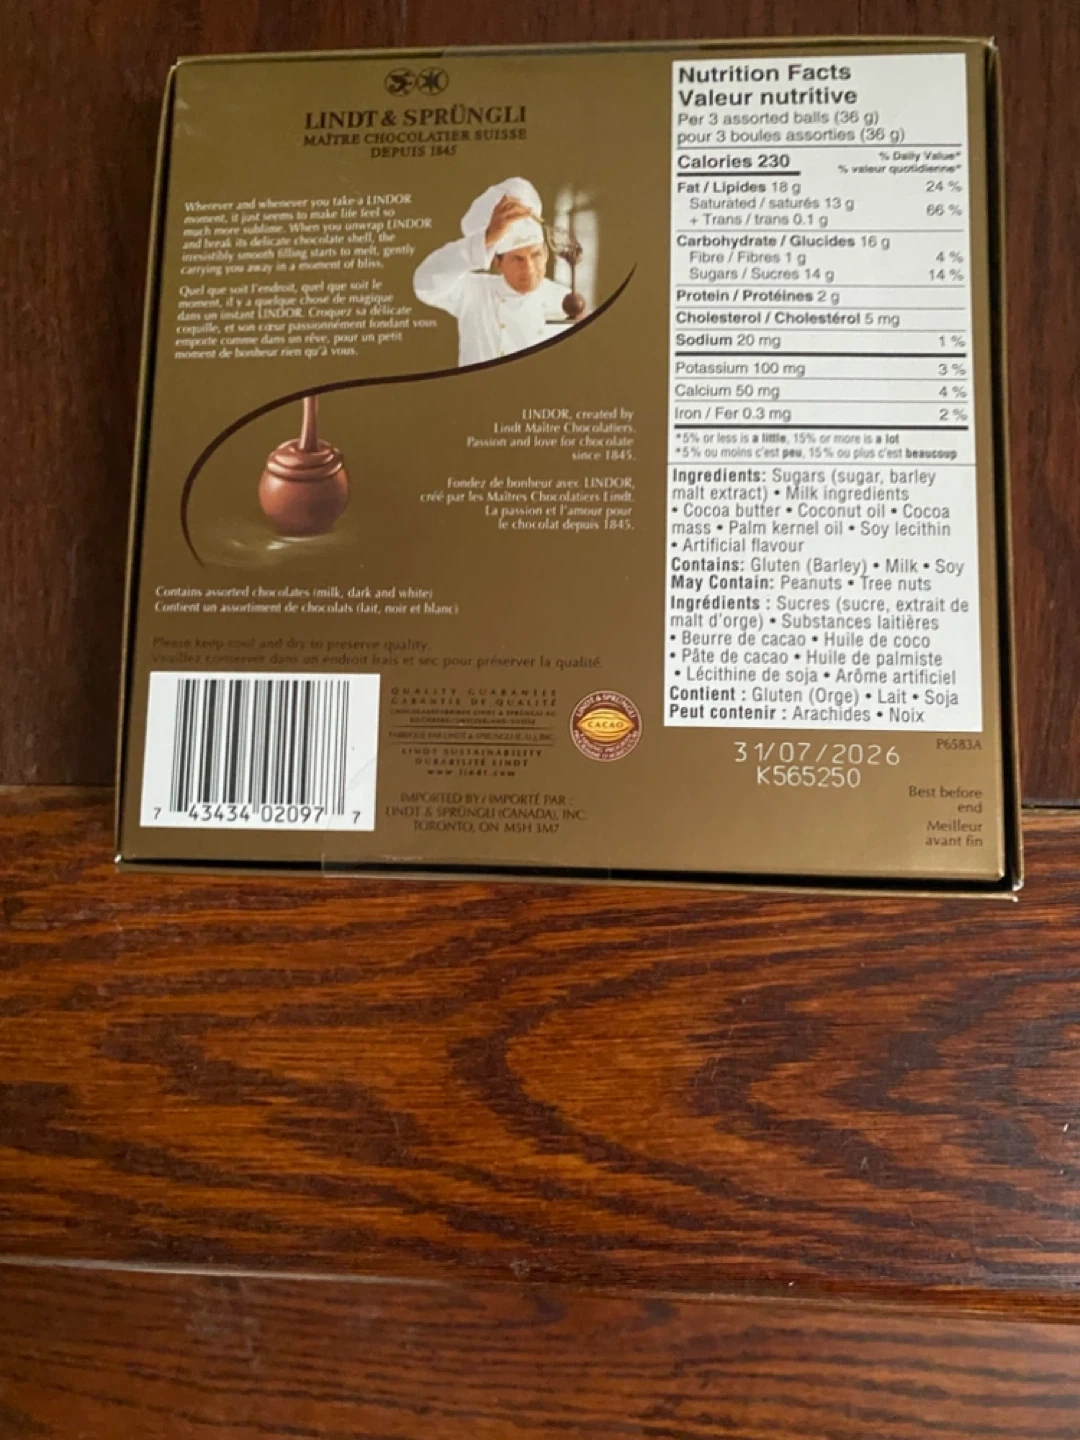 LINDT & SPRÜNGLI
MAÎTRE CHOCOLATIER SUISSE
DEPUIS 1845
Wherever and whenever you take a LINDOR
moment, it just seems to make life feel so
much more sublime. When you unwrap LINDOR
and break its delicate chocolate shell, the
irresistibly smooth filling starts to melt, gently
carrying you away in a moment of bliss.
Quel que soit l'endroit, quel que soit le
moment, il y a quelque chose de magique
dans un instant LINDOR. Croquez sa délicate
coquille, et son cœur passionnément fondant vous
emporte comme dans un rêve, pour un petit
moment de bonheur rien qu'à vous.
LINDOR, created by
Lindt Maître Chocolatiers.
Passion and love for chocolate
since 1845.
Fondez de bonheur avec LINDOR,
créé par les Maîtres Chocolatiers Lindt.
La passion et l'amour pour
le chocolat depuis 1845.
Contains assorted chocolates (milk, dark and white)
Contient un assortiment de chocolats (lait, noir et blanc)
Please keep cool and dry to preserve quality.
Veuillez conserver dans un endroit frais et sec pour préserver la qualité.
7 43434 02097 7
QUALITY GUARANTEE
GARANTIE DE QUALITÉ
LINDT SUSTAINABILITY
DURABILITÉ LINDT
www.lindt.com
IMPORTED BY / IMPORTÉ PAR :
LINDT & SPRÜNGLI (CANADA), INC.
TORONTO, ON M5H 3M7
LINDT & SPRÜNGLI
CACAO
Nutrition Facts
Valeur nutritive
Per 3 assorted balls (36 g)
pour 3 boules assorties (36 g)
Calories 230
% Daily Value*
% valeur quotidienne*
Fat / Lipides 18 g 24 %
Saturated / saturés 13 g
+ Trans / trans 0.1 g 66 %
Carbohydrate / Glucides 16 g
Fibre / Fibres 1 g 4 %
Sugars / Sucres 14 g 14 %
Protein / Protéines 2 g
Cholesterol / Cholestérol 5 mg
Sodium 20 mg 1 %
Potassium 100 mg 3 %
Calcium 50 mg 4 %
Iron / Fer 0.3 mg 2 %
*5% or less is a little, 15% or more is a lot
*5% ou moins c'est peu, 15% ou plus c'est beaucoup
Ingredients: Sugars (sugar, barley
malt extract) • Milk ingredients
• Cocoa butter • Coconut oil • Cocoa
mass • Palm kernel oil • Soy lecithin
• Artificial flavour
Contains: Gluten (Barley) • Milk • Soy
May Contain: Peanuts • Tree nuts
Ingrédients : Sucres (sucre, extrait de
malt d'orge) • Substances laitières
• Beurre de cacao • Huile de coco
• Pâte de cacao • Huile de palmiste
• Lécithine de soja • Arôme artificiel
Contient : Gluten (Orge) • Lait • Soja
Peut contenir : Arachides • Noix
31/07/2026
K565250
P6583A
Best before
end
Meilleur
avant fin